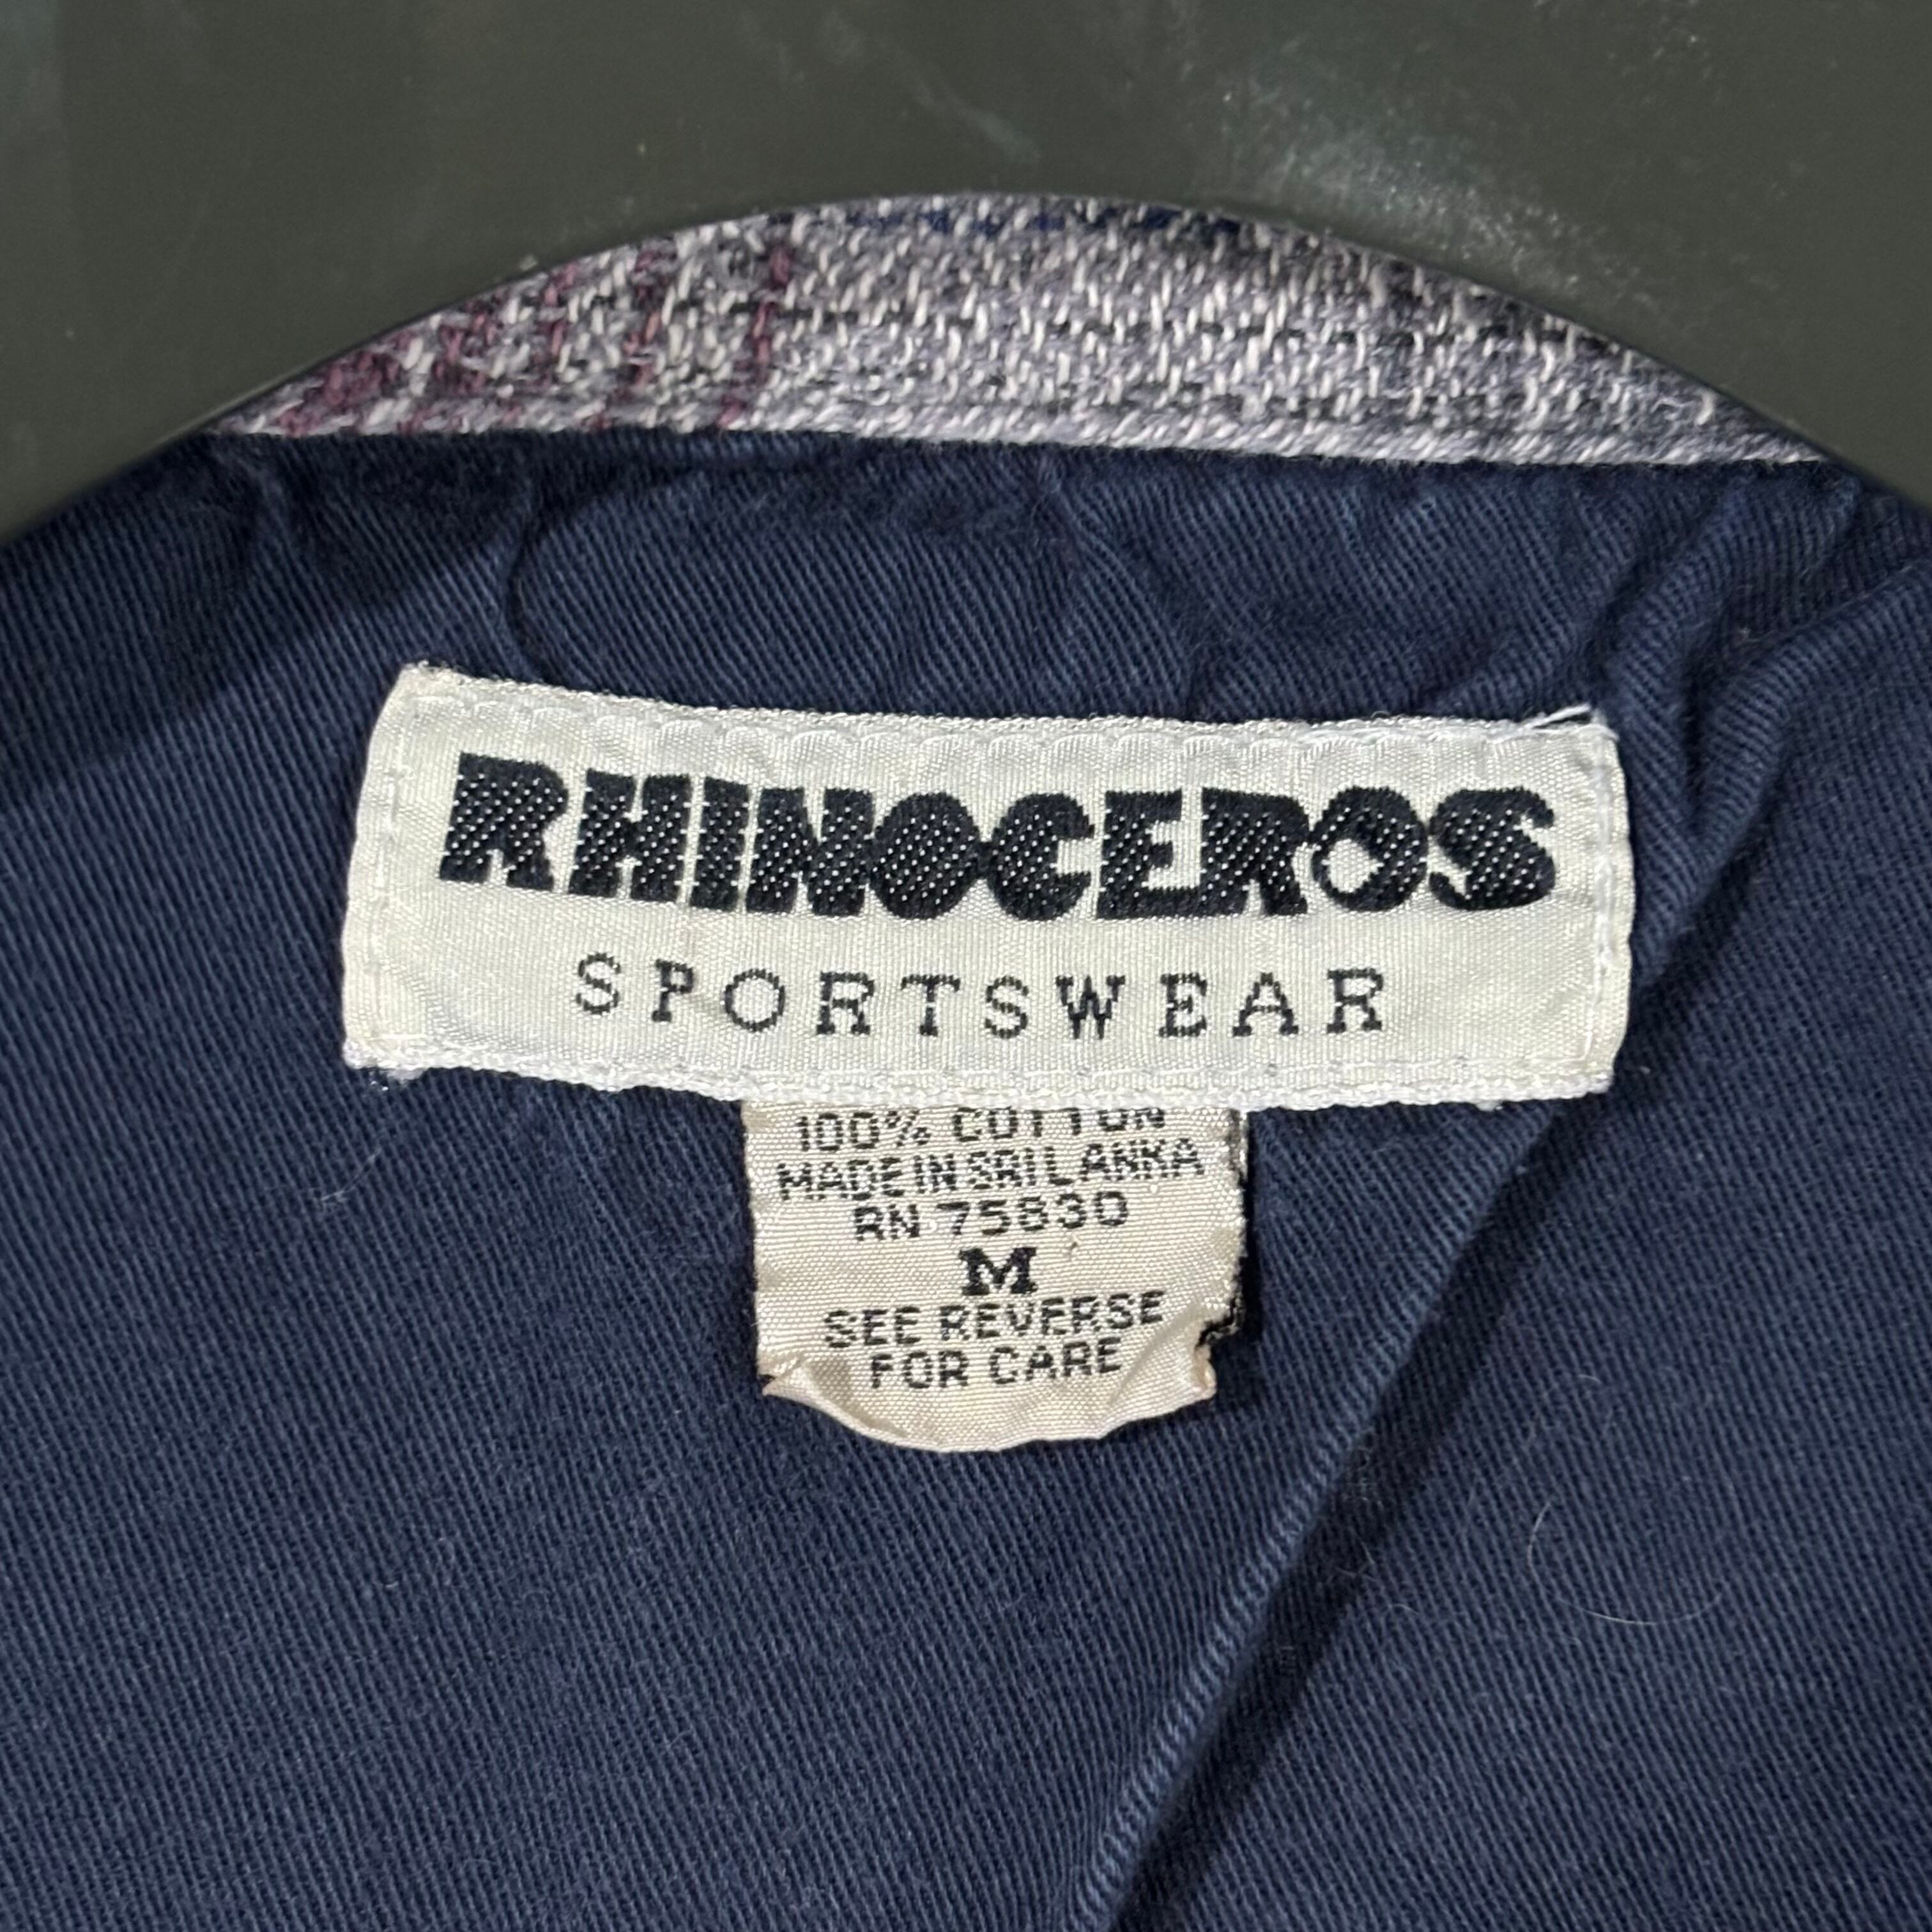 RHINOCEROS
SPORTSWEAR
100% COTTON
MADE IN SRI LANKA
RN 75830
M
SEE REVERSE
FOR CARE